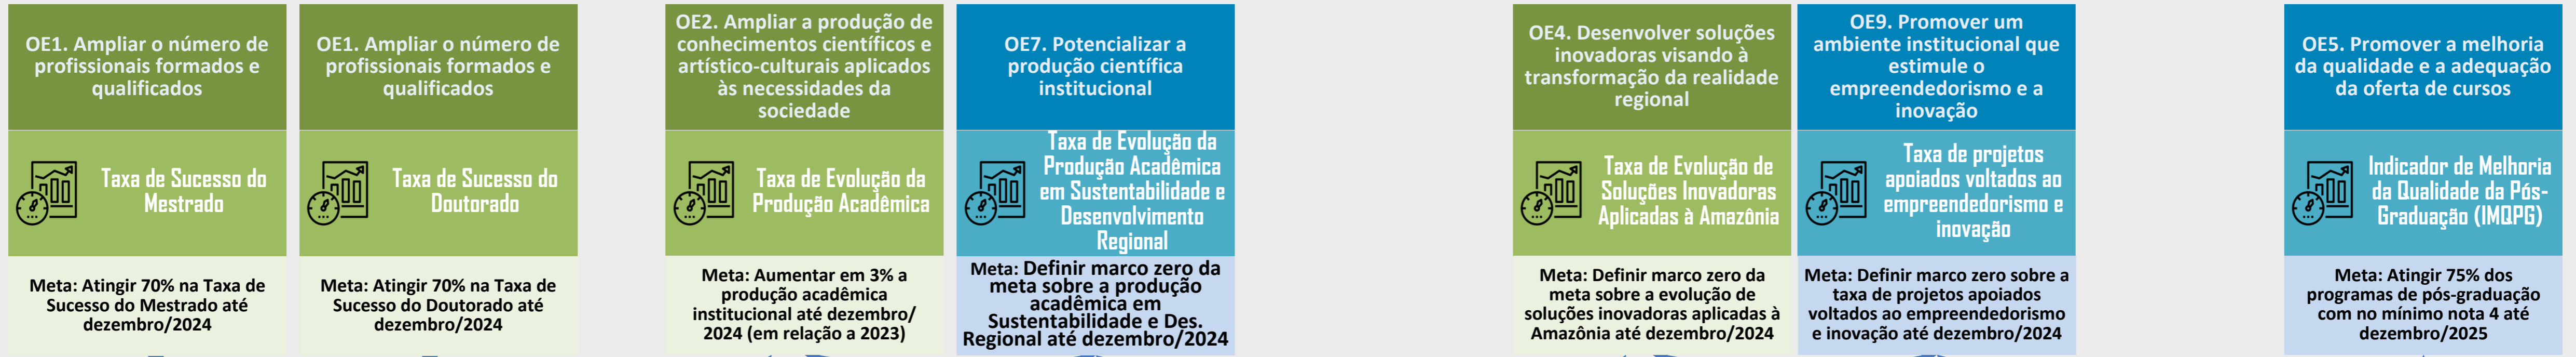 OE1. Ampliar o número de
profissionais formados e
qualificados
Taxa de Sucesso do
Mestrado
Meta: Atingir 70% na Taxa de
Sucesso do Mestrado até
dezembro/2024
OE1. Ampliar o número de
profissionais formados e
qualificados
Taxa de Sucesso do
Doutorado
Meta: Atingir 70% na Taxa de
Sucesso do Doutorado até
dezembro/2024
OE2. Ampliar a produção de
conhecimentos científicos e
artístico-culturais aplicados
às necessidades da
sociedade
Taxa de Evolução da
Produção Acadêmica
Meta: Aumentar em 3% a
produção acadêmica
institucional até dezembro/
2024 (em relação a 2023)
OE7. Potencializar a
produção científica
institucional
Taxa de Evolução da
Produção Acadêmica
em Sustentabilidade e
Desenvolvimento
Regional
Meta: Definir marco zero da
meta sobre a produção
acadêmica em
Sustentabilidade e Des.
Regional até dezembro/2024
OE4. Desenvolver soluções
inovadoras visando à
transformação da realidade
regional
Taxa de Evolução de
Soluções Inovadoras
Aplicadas à Amazônia
Meta: Definir marco zero da
meta sobre a evolução de
soluções inovadoras aplicadas à
Amazônia até dezembro/2024
OE9. Promover um
ambiente institucional que
estimule o
empreendedorismo e a
inovação
Taxa de projetos
apoiados voltados ao
empreendedorismo e
inovação
Meta: Definir marco zero sobre a
taxa de projetos apoiados
voltados ao empreendedorismo
e inovação até dezembro/2024
OE5. Promover a melhoria
da qualidade e a adequação
da oferta de cursos
Indicador de Melhoria
da Qualidade da Pós-
Graduação (IMQPG)
Meta: Atingir 75% dos
programas de pós-graduação
com no mínimo nota 4 até
dezembro/2025